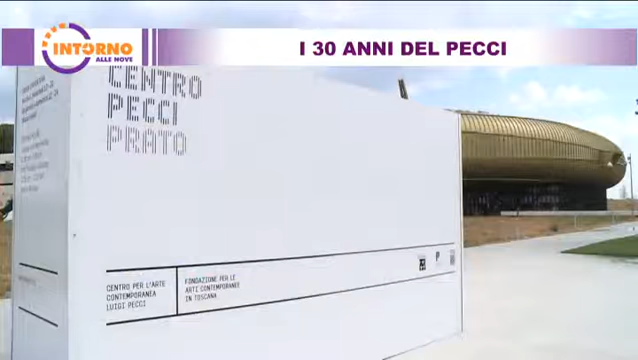 INTORNO
ALLE NOVE
I 30 ANNI DEL PECCI
CENTRO
PECCI
PRATO
CENTRO PER L'ARTE
CONTEMPORANEA
LUIGI PECCI
FONDAZIONE PER LE
ARTI CONTEMPORANEE
IN TOSCANA